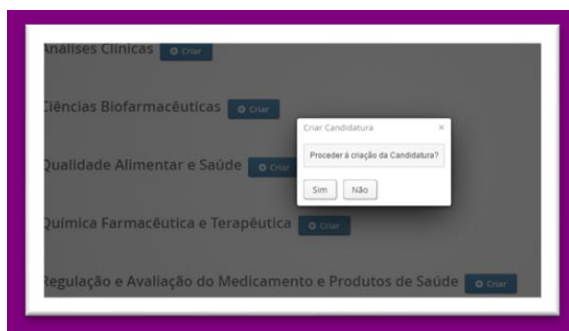 Análises Clínicas Criar
Ciências Biofarmacêuticas Criar
Criar Candidatura ×
Proceder á criação da Candidatura?
Qualidade Alimentar e Saúde Criar
Sim Não
Química Farmacêutica e Terapêutica Criar
Regulação e Avaliação do Medicamento e Produtos de Saúde Criar